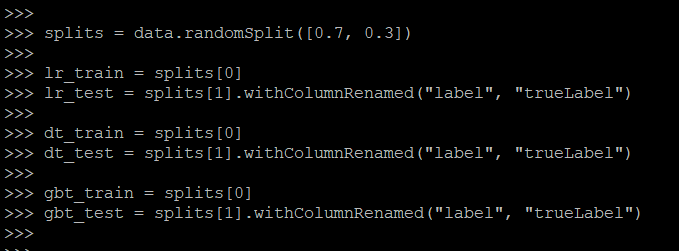 >>>
>>> splits = data.randomSplit([0.7, 0.3])
>>>
>>> lr_train = splits[0]
>>> lr_test = splits[1].withColumnRenamed("label", "trueLabel")
>>>
>>> dt_train = splits[0]
>>> dt_test = splits[1].withColumnRenamed("label", "trueLabel")
>>>
>>> gbt_train = splits[0]
>>> gbt_test = splits[1].withColumnRenamed("label", "trueLabel")
>>>